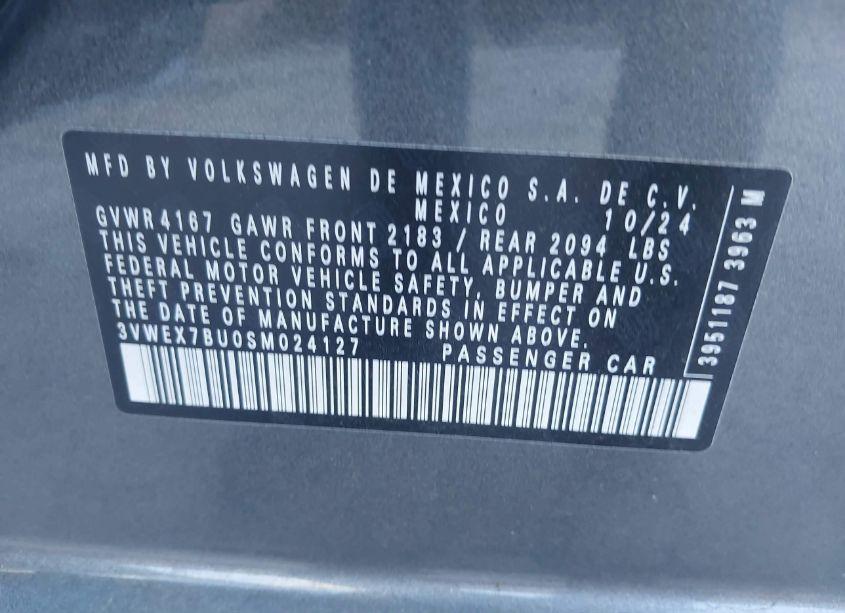 MFD BY VOLKSWAGEN DE MEXICO S.A. DE C.V.
MEXICO 10/24
GVWR 4167 GAWR FRONT 2183 / REAR 2094 LBS
THIS VEHICLE CONFORMS TO ALL APPLICABLE U.S.
FEDERAL MOTOR VEHICLE SAFETY, BUMPER AND
THEFT PREVENTION STANDARDS IN EFFECT ON
THE DATE OF MANUFACTURE SHOWN ABOVE.
3VWEX7BU0SM024127 PASSENGER CAR
3951187 3963 M